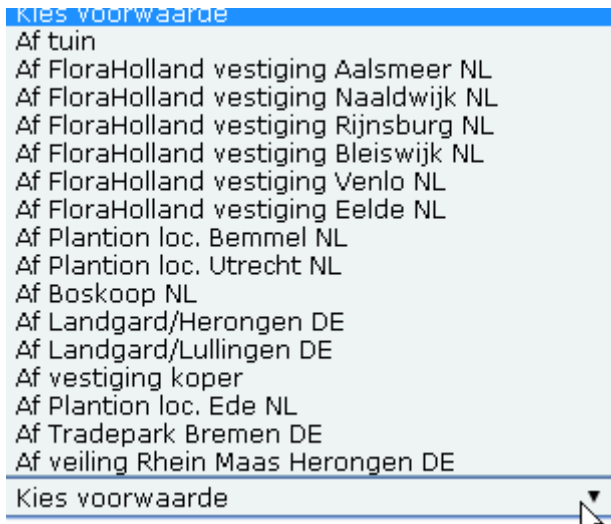 Kies voorwaarde
Af tuin
Af FloraHolland vestiging Aalsmeer NL
Af FloraHolland vestiging Naaldwijk NL
Af FloraHolland vestiging Rijnsburg NL
Af FloraHolland vestiging Bleiswijk NL
Af FloraHolland vestiging Venlo NL
Af FloraHolland vestiging Eelde NL
Af Plantion loc. Bemmel NL
Af Plantion loc. Utrecht NL
Af Boskoop NL
Af Landgard/Herongen DE
Af Landgard/Lullingen DE
Af vestiging koper
Af Plantion loc. Ede NL
Af Tradepark Bremen DE
Af veiling Rhein Maas Herongen DE
Kies voorwaarde